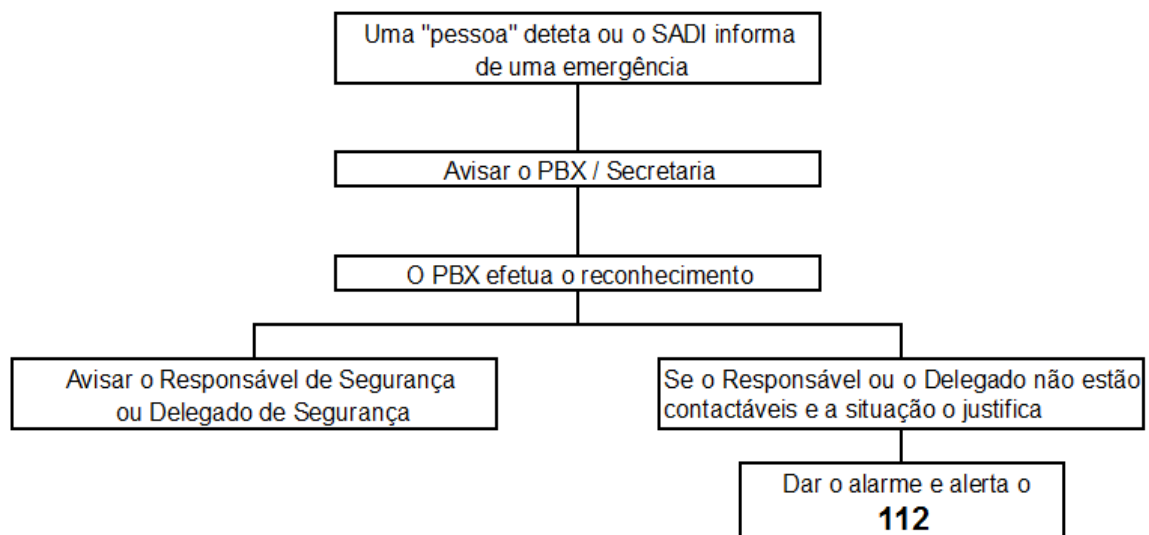 Uma "pessoa" deteta ou o SADI informa
de uma emergência
Avisar o PBX / Secretaria
O PBX efetua o reconhecimento
Avisar o Responsável de Segurança
ou Delegado de Segurança
Se o Responsável ou o Delegado não estão
contactáveis e a situação o justifica
Dar o alarme e alerta o
112